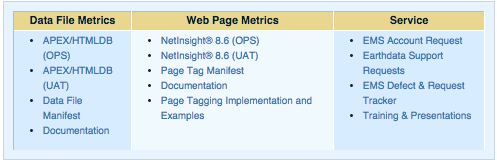 Data File Metrics
APEX/HTMLDB
(OPS)
APEX/HTMLDB
(UAT)
Data File
Manifest
Documentation
Web Page Metrics
NetInsight® 8.6 (OPS)
NetInsight® 8.6 (UAT)
Page Tag Manifest
Documentation
Page Tagging Implementation and
Examples
Service
EMS Account Request
Earthdata Support
Requests
EMS Defect & Request
Tracker
Training & Presentations